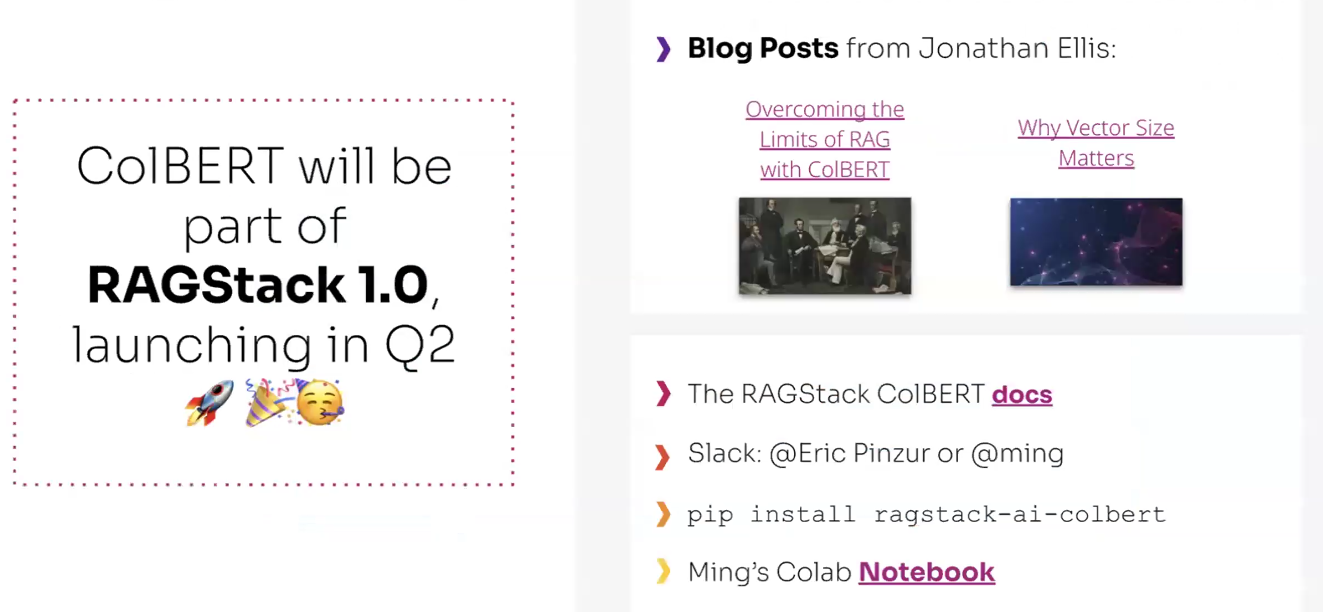 ColBERT will be
part of
RAGStack 1.0,
launching in Q2
🚀🎉🥳
❯ Blog Posts from Jonathan Ellis:
Overcoming the
Limits of RAG
with ColBERT
Why Vector Size
Matters
❯ The RAGStack ColBERT docs
❯ Slack: @Eric Pinzur or @ming
❯ pip install ragstack-ai-colbert
❯ Ming’s Colab Notebook